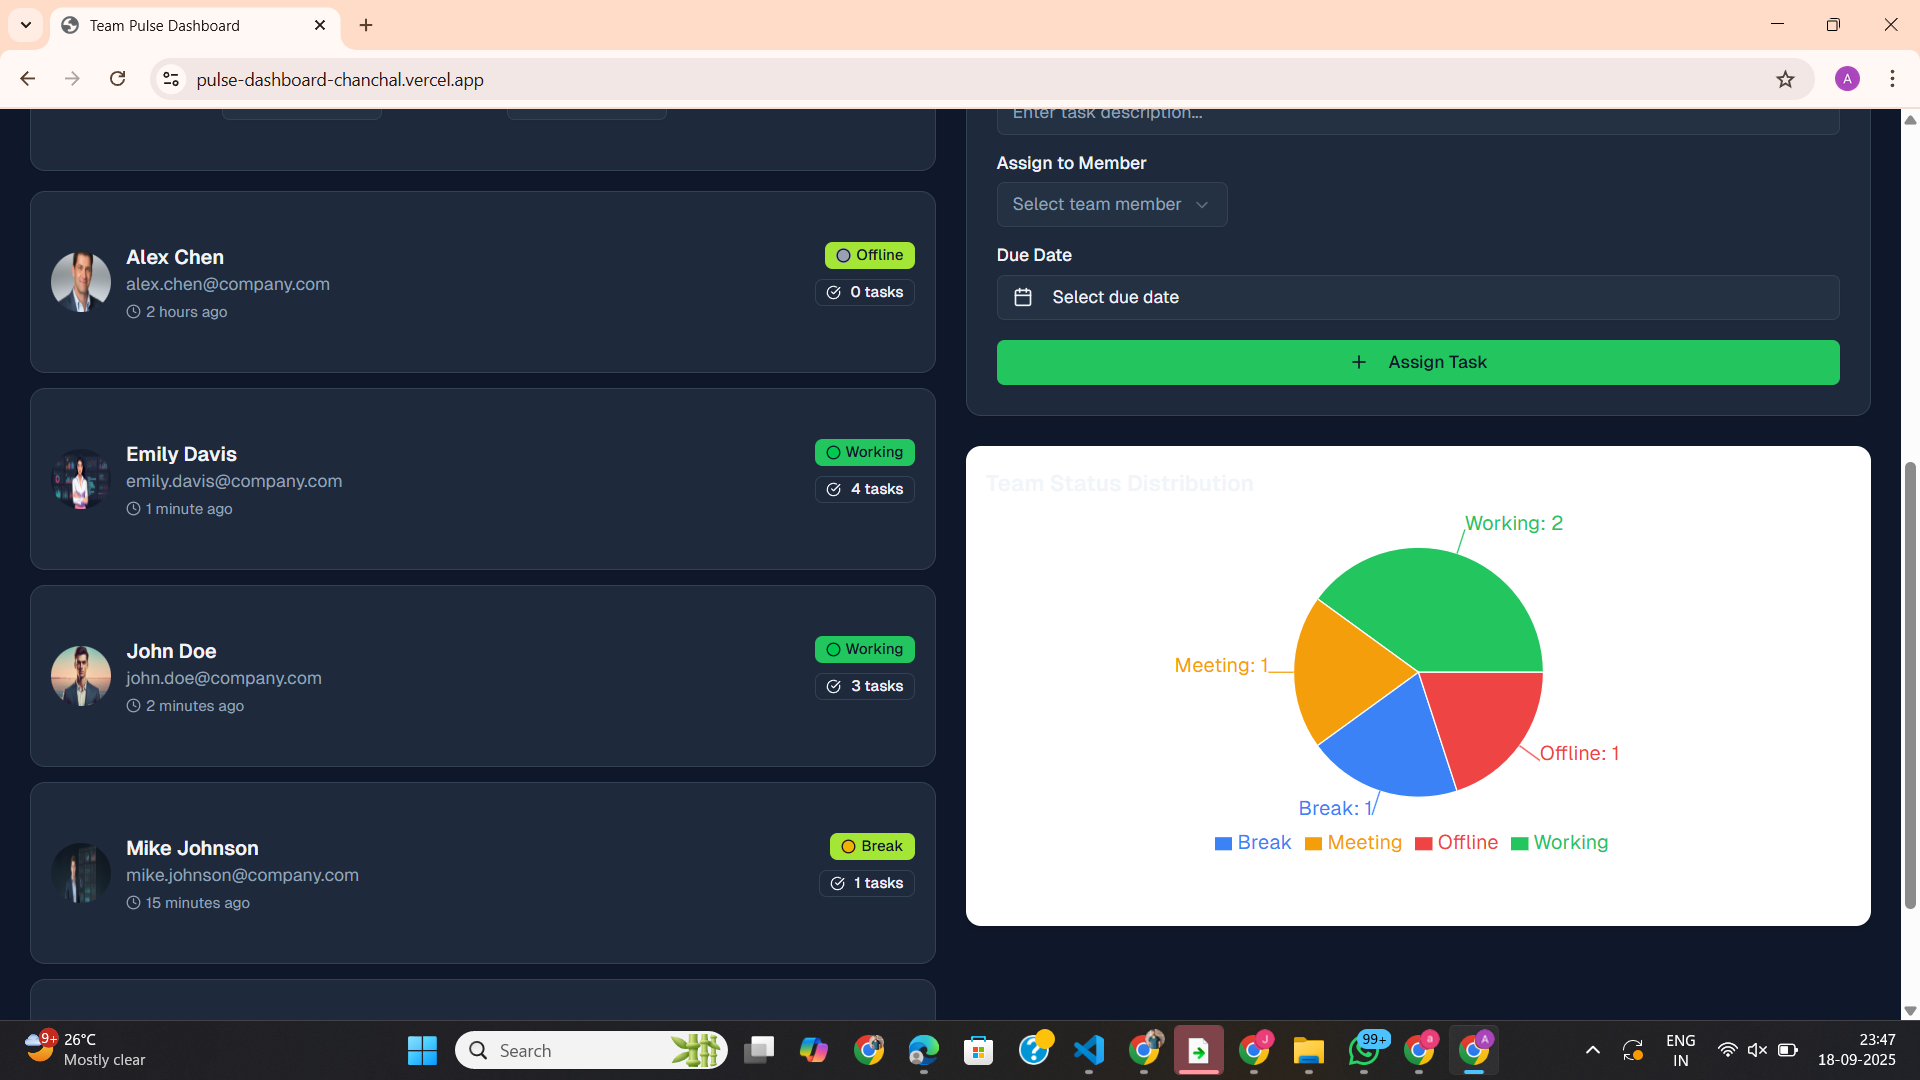 Team Pulse Dashboard
pulse-dashboard-chanchal.vercel.app
A
Enter task description...
Assign to Member
Select team member
Due Date
Select due date
Assign Task
Alex Chen
alex.chen@company.com
2 hours ago
Offline
0 tasks
Emily Davis
emily.davis@company.com
1 minute ago
Working
4 tasks
John Doe
john.doe@company.com
2 minutes ago
Working
3 tasks
Mike Johnson
mike.johnson@company.com
15 minutes ago
Break
1 tasks
Team Status Distribution
Working: 2
Meeting: 1
Offline: 1
Break: 1
Break Meeting Offline Working
9+
26°C
Mostly clear
Search
J
99+
a
A
ENG
IN
23:47
18-09-2025